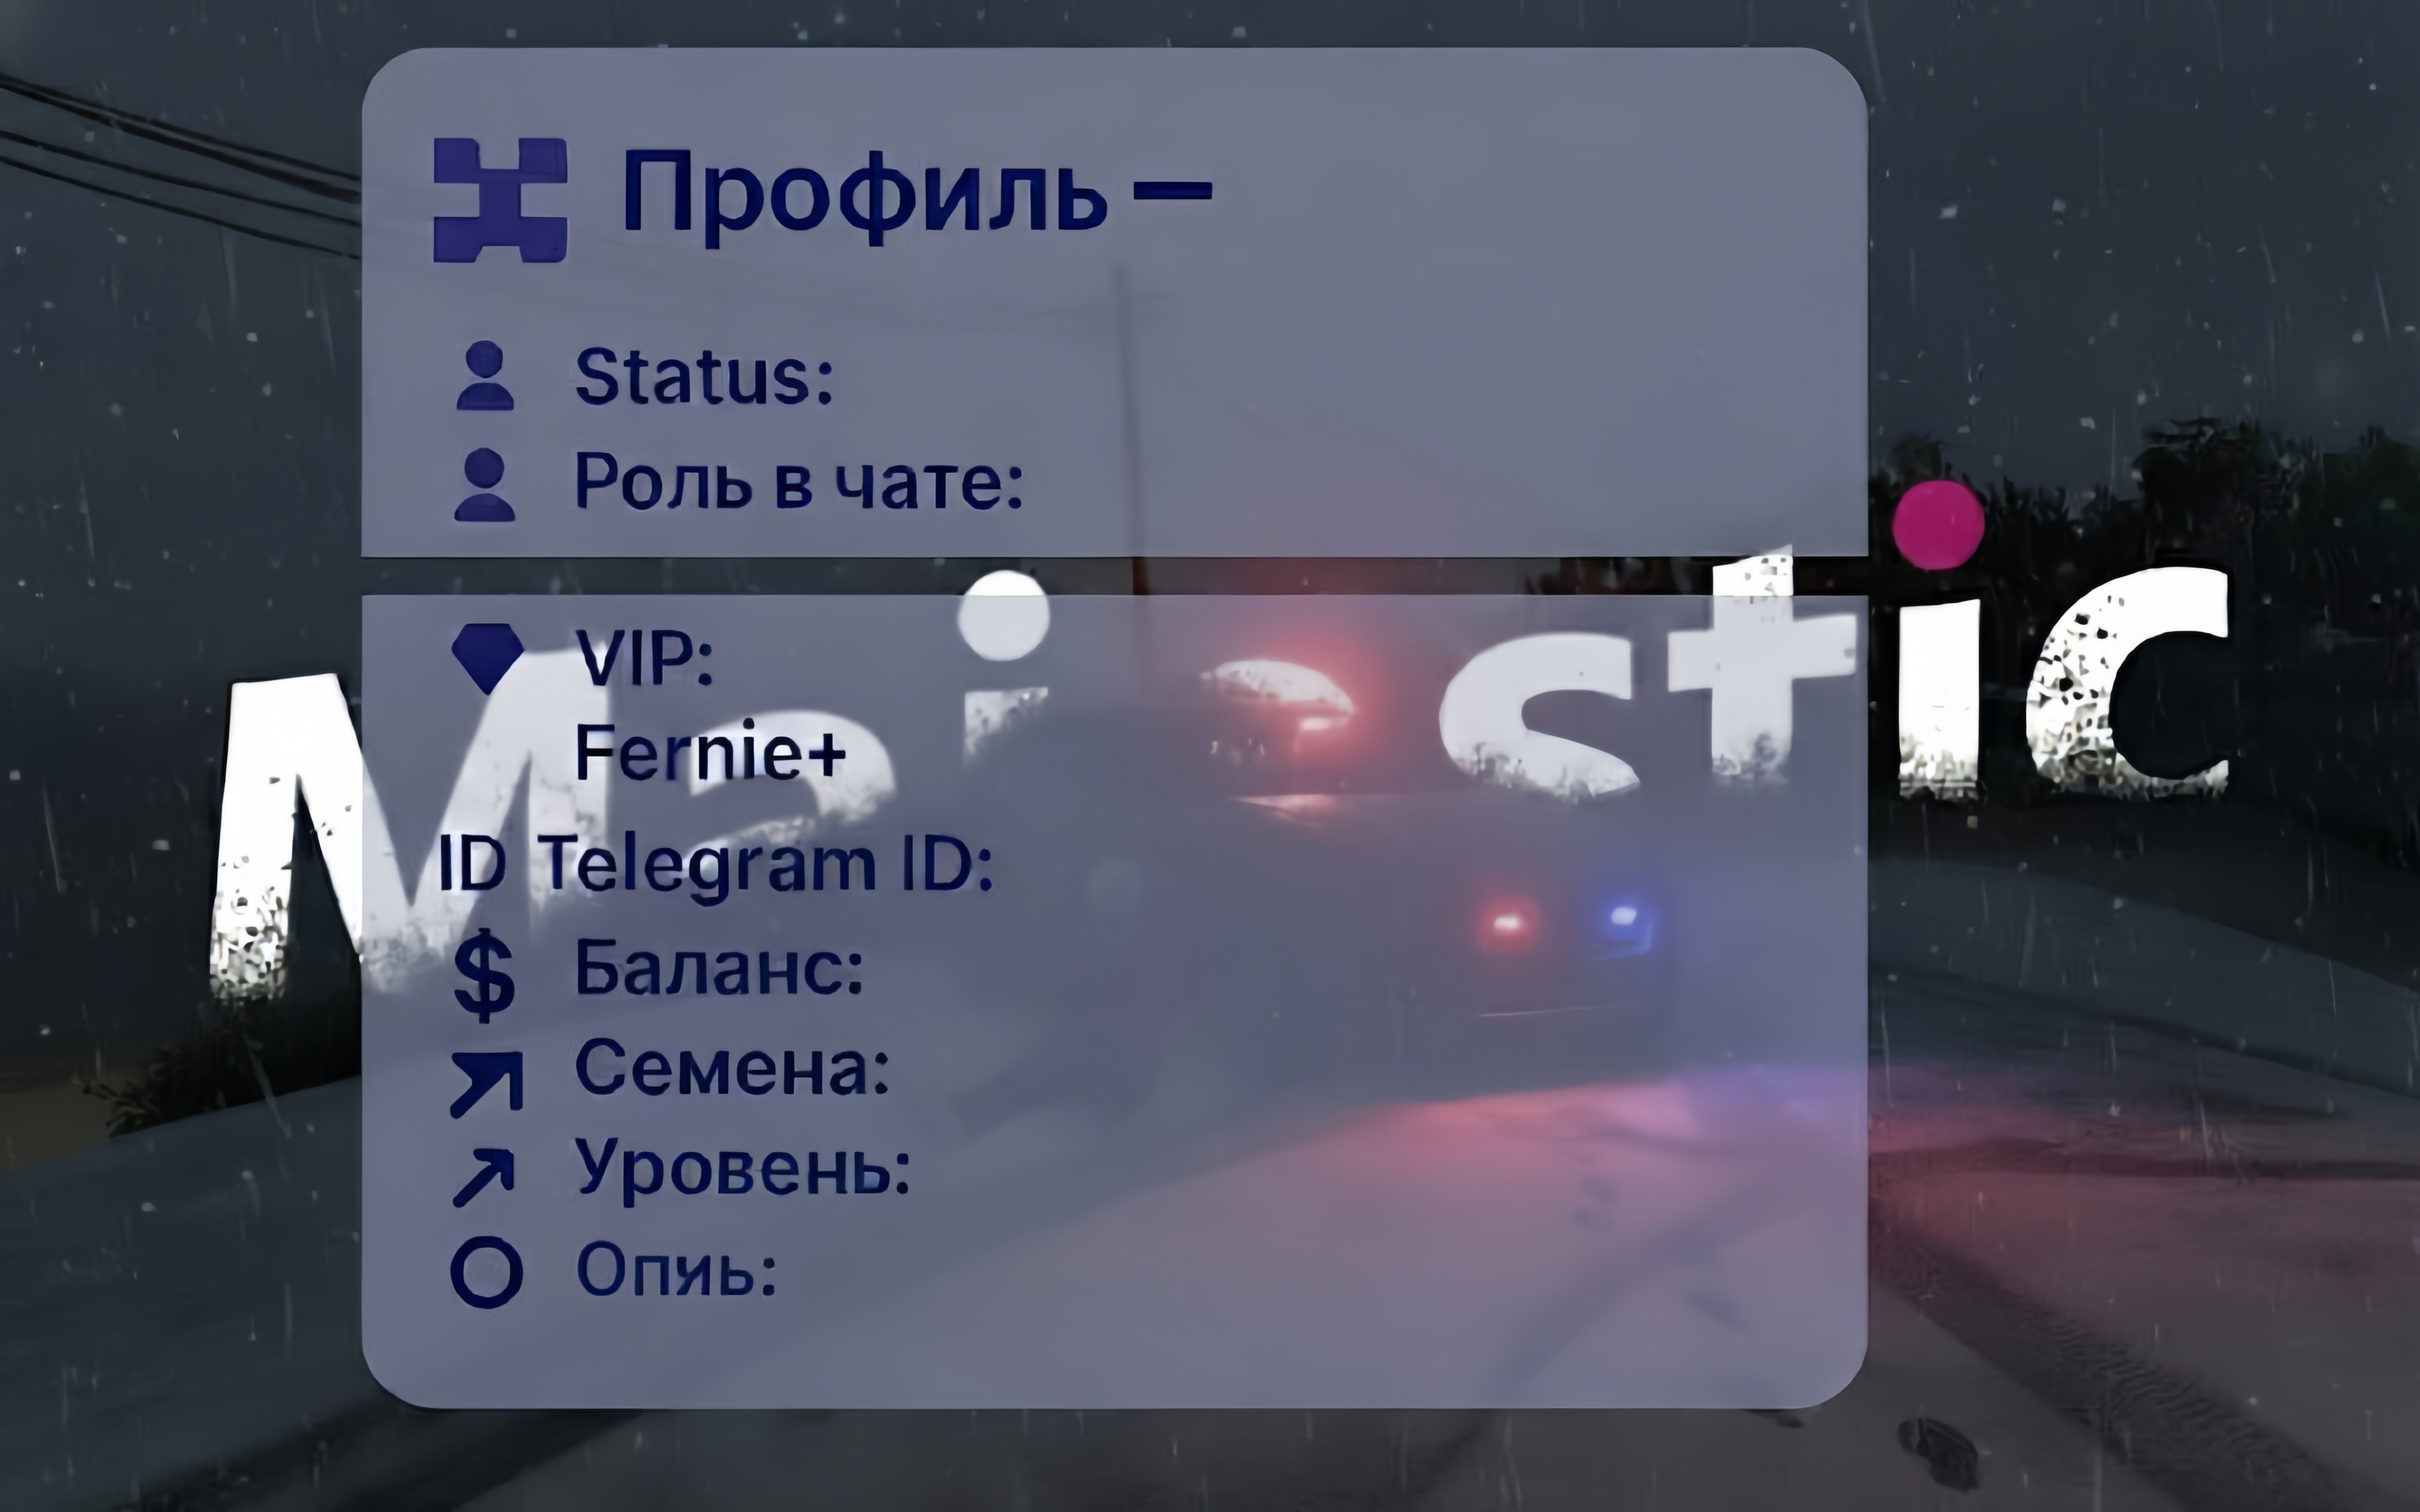 Профиль —
Status:
Роль в чате:
VIP:
Fernie+
ID Telegram ID:
$ Баланс:
Семена:
Уровень:
Опиь: